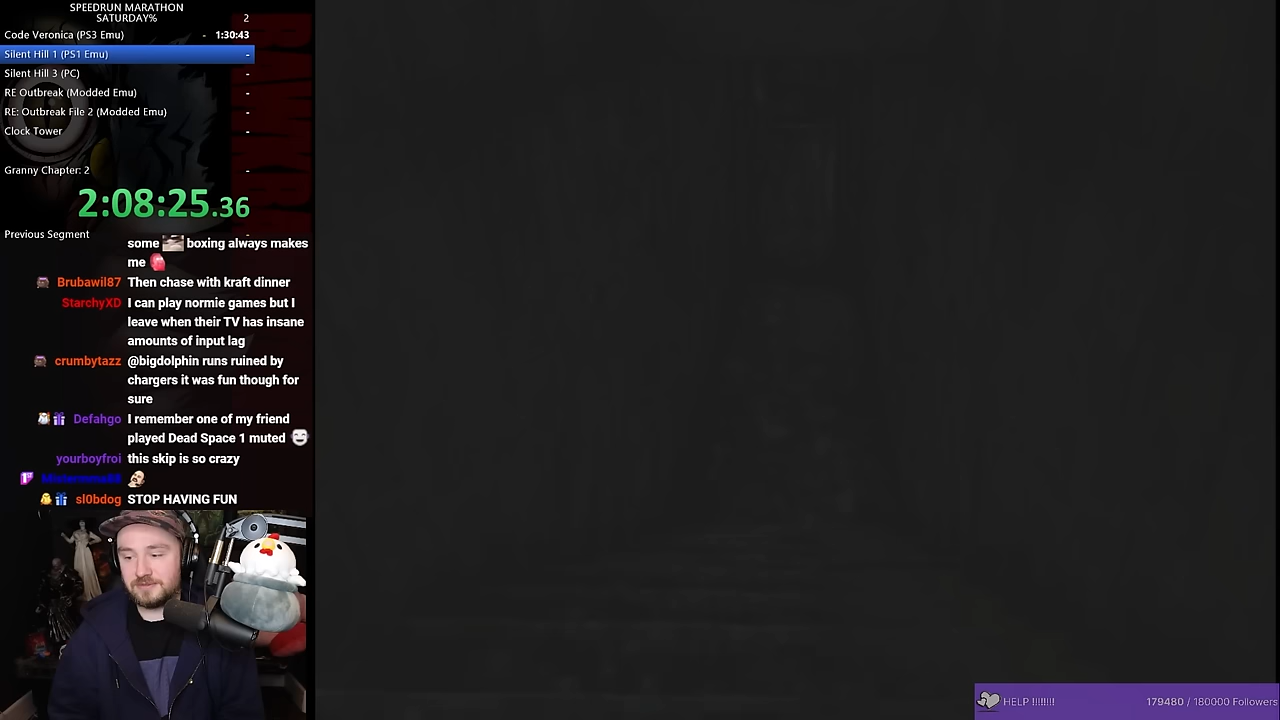 SPEEDRUN MARATHON
SATURDAY% 2
Code Veronica (PS3 Emu) - 1:30:43
Silent Hill 1 (PS1 Emu) -
Silent Hill 3 (PC) -
RE Outbreak (Modded Emu) -
RE: Outbreak File 2 (Modded Emu) -
Clock Tower -
Granny Chapter: 2 -
2:08:25.36
Previous Segment -
some boxing always makes
me
Brubawil87 Then chase with kraft dinner
StarchyXD I can play normie games but I
leave when their TV has insane
amounts of input lag
crumbytazz @bigdolphin runs ruined by
chargers it was fun though for
sure
Defahgo I remember one of my friend
played Dead Space 1 muted
yourboyfroi this skip is so crazy
sl0bdog STOP HAVING FUN
HELP !!!!!!!! 179480 / 180000 Followers